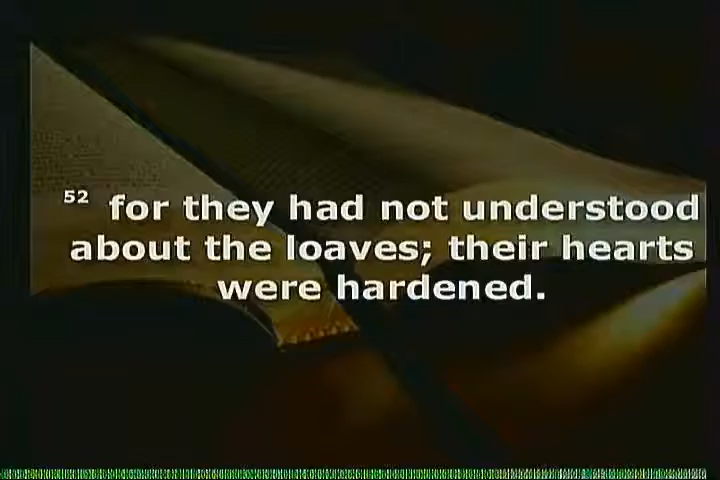 52 for they had not understood
about the loaves; their hearts
were hardened.